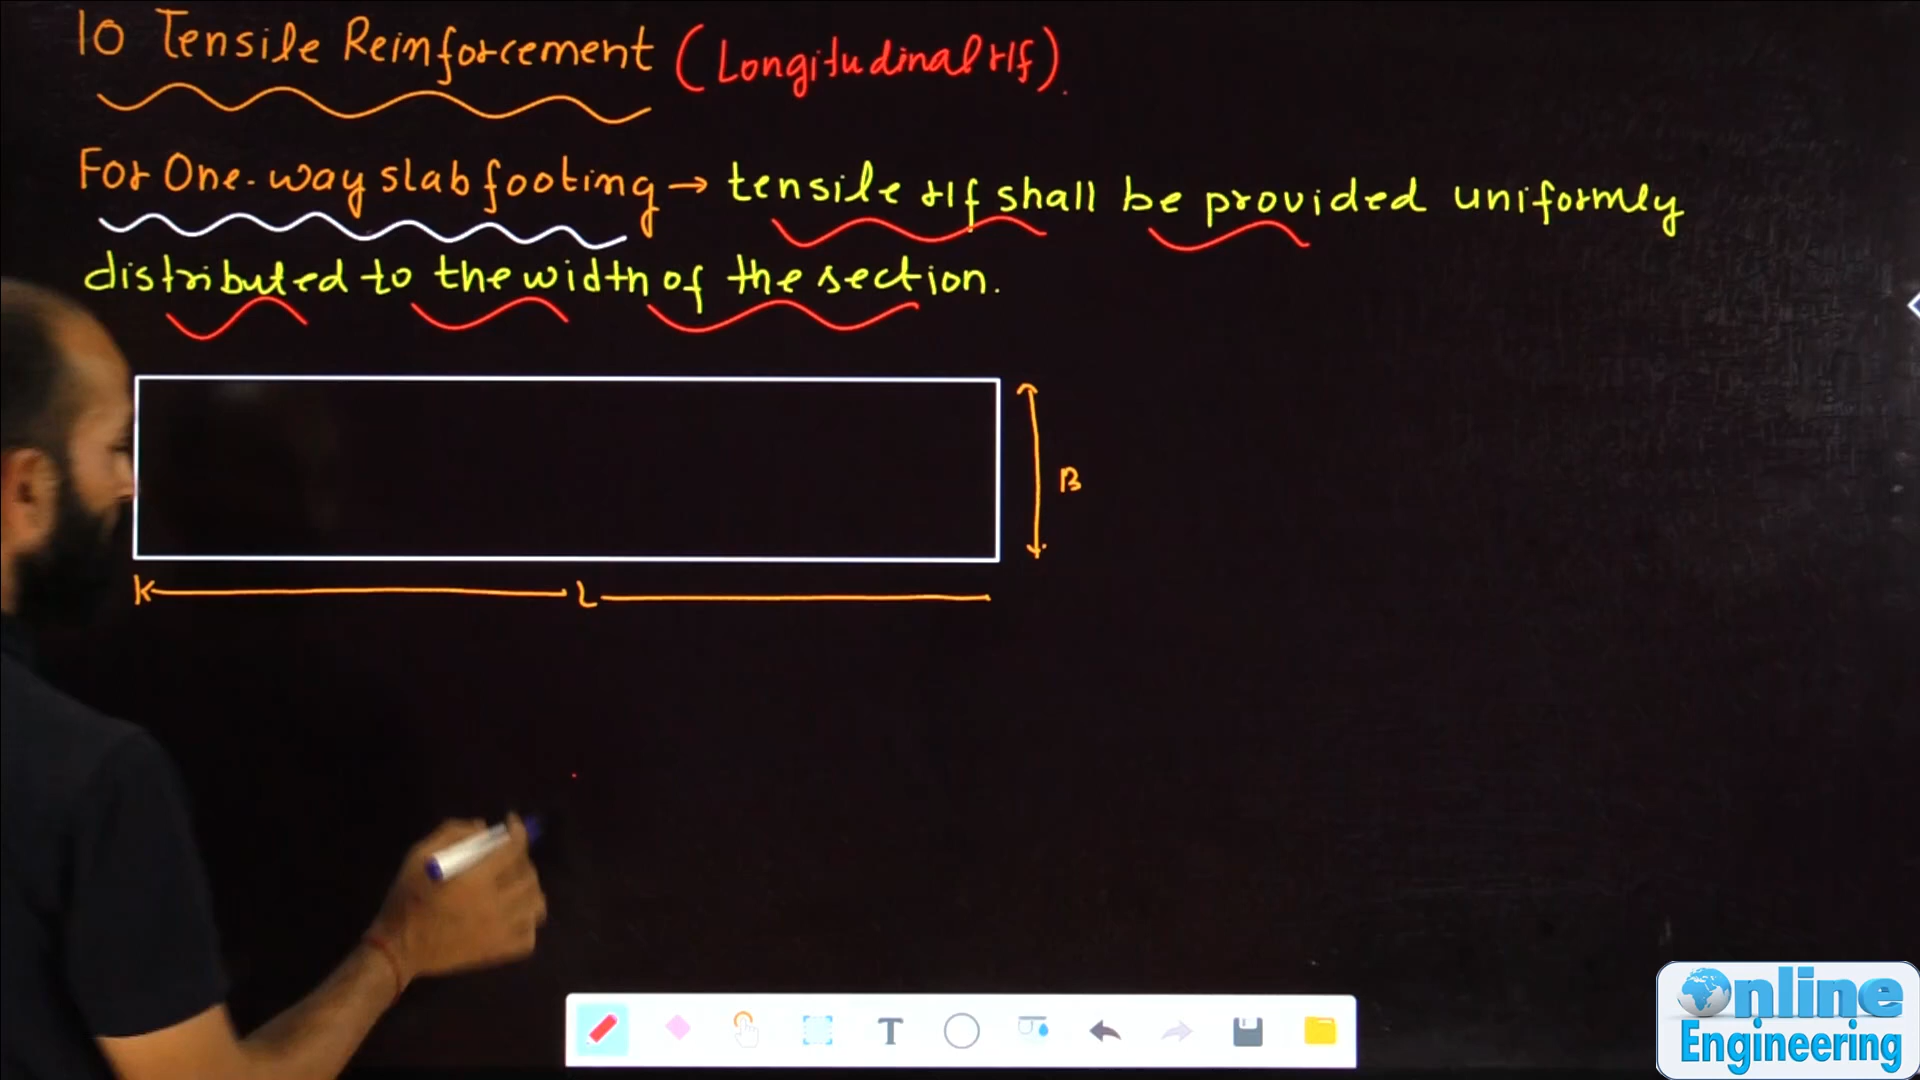 10 Tensile Reinforcement (Longitudinal r/f).
For One-way slab footing → tensile r/f shall be provided uniformly
distributed to the width of the section.
B
L
T
Online
Engineering